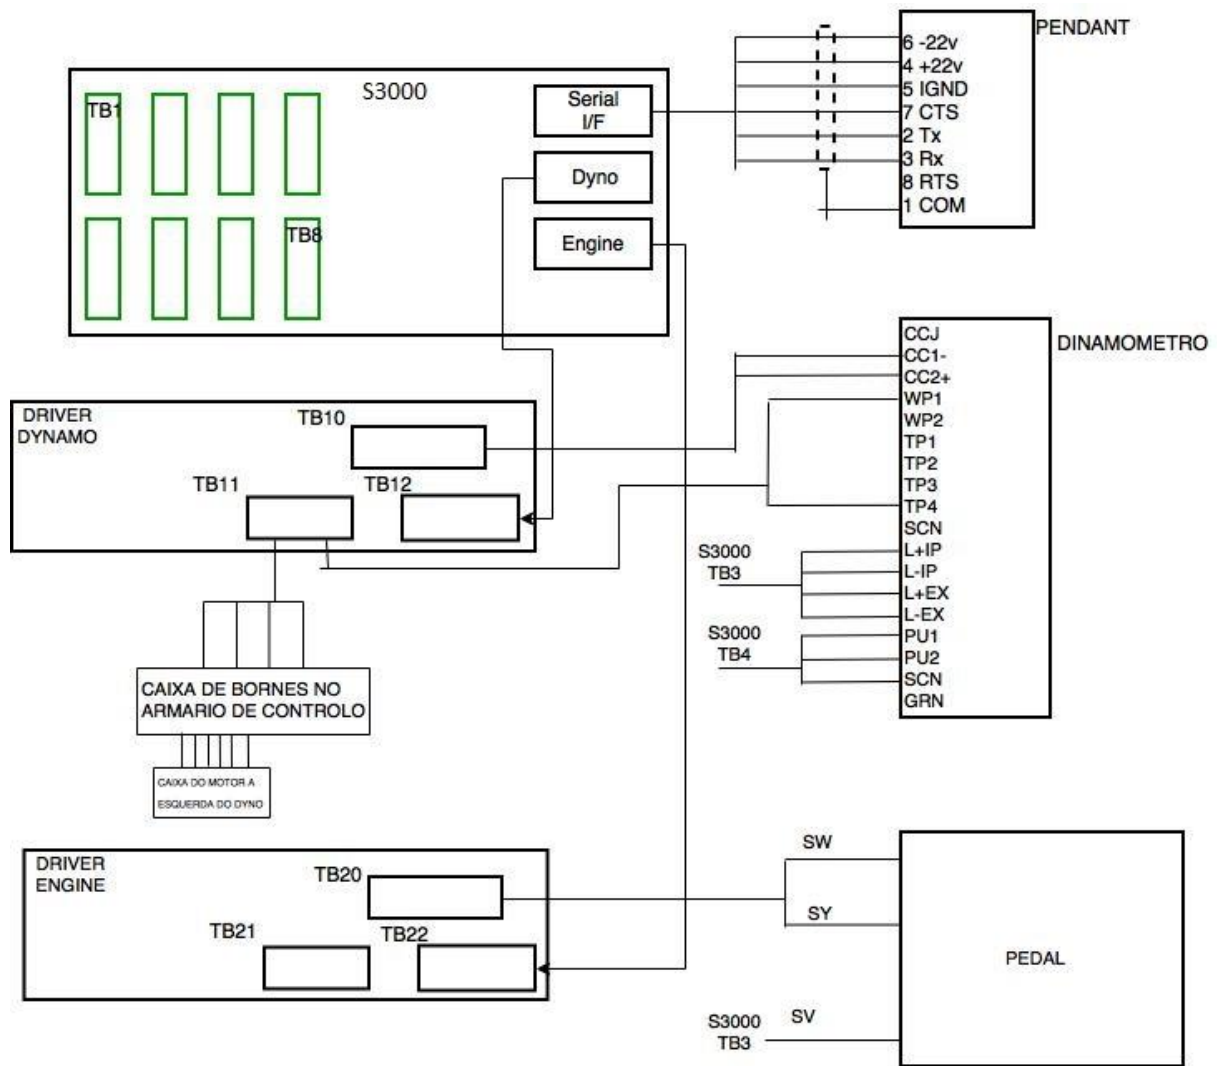 PENDANT
6 -22v
4 +22v
5 IGND
7 CTS
2 Tx
3 Rx
8 RTS
1 COM
S3000
TB1
TB8
Serial
I/F
Dyno
Engine
DINAMOMETRO
CCJ
CC1-
CC2+
WP1
WP2
TP1
TP2
TP3
TP4
SCN
L+IP
L-IP
L+EX
L-EX
PU1
PU2
SCN
GRN
S3000
TB3
S3000
TB4
DRIVER
DYNAMO
TB10
TB11
TB12
CAIXA DE BORNES NO
ARMARIO DE CONTROLO
CAIXA DO MOTOR A
ESQUERDA DO DYNO
DRIVER
ENGINE
TB20
TB21
TB22
SW
SY
PEDAL
S3000
TB3
SV